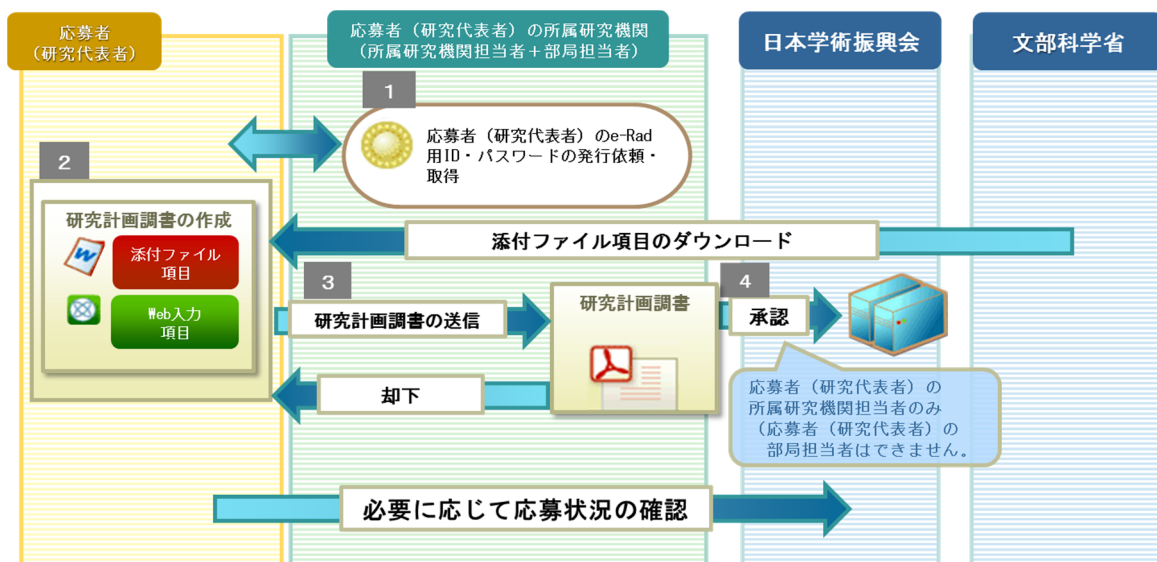 応募者
（研究代表者）
応募者（研究代表者）の所属研究機関
（所属研究機関担当者＋部局担当者）
日本学術振興会
文部科学省
1
応募者（研究代表者）のe-Rad
用ID・パスワードの発行依頼・
取得
2
研究計画調書の作成
W
添付ファイル
項目
Web入力
項目
添付ファイル項目のダウンロード
3
研究計画調書の送信
研究計画調書
4
承認
却下
応募者（研究代表者）の
所属研究機関担当者のみ
（応募者（研究代表者）の
部局担当者はできません。
必要に応じて応募状況の確認